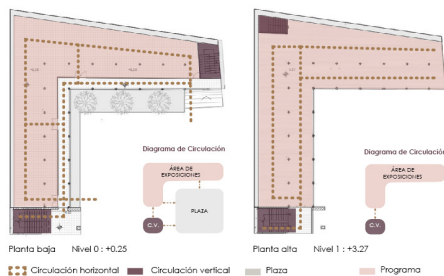 Diagrama de Circulación
ÁREA DE
EXPOSICIONES
PLAZA
C.V.
Planta baja Nivel 0 : +0.25
Diagrama de Circulación
ÁREA DE
EXPOSICIONES
C.V.
Planta alta Nivel 1 : +3.27
Circulación horizontal Circulación vertical Plaza Programa